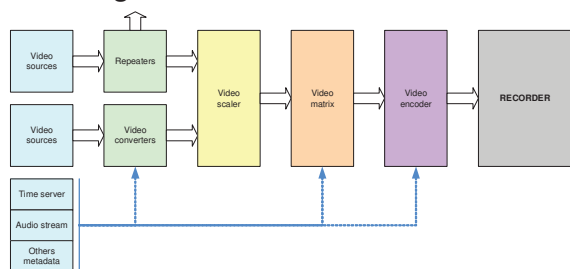 Video
sources
Repeaters
Video
scaler
Video
matrix
Video
encoder
RECORDER
Video
sources
Video
converters
Time server
Audio stream
Others
metadata